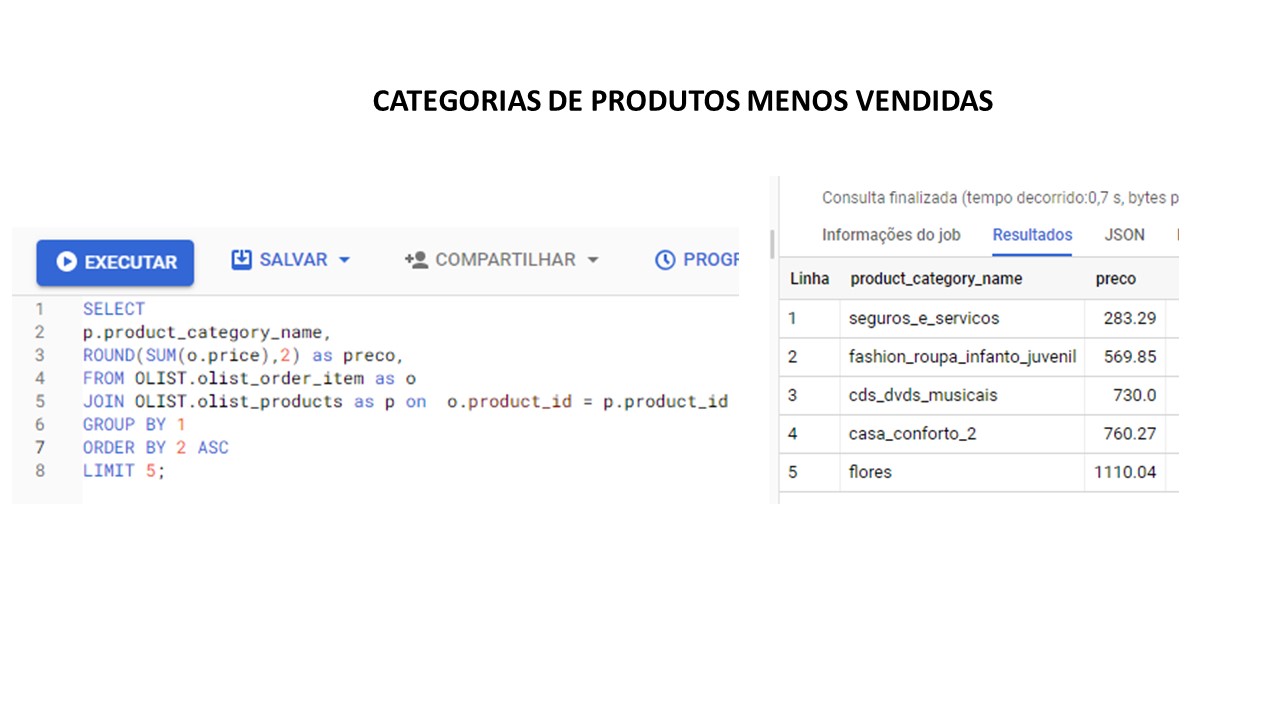 CATEGORIAS DE PRODUTOS MENOS VENDIDAS
EXECUTAR SALVAR COMPARTILHAR PROGR
1 SELECT
2 p.product_category_name,
3 ROUND(SUM(o.price),2) as preco,
4 FROM OLIST.olist_order_item as o
5 JOIN OLIST.olist_products as p on o.product_id = p.product_id
6 GROUP BY 1
7 ORDER BY 2 ASC
8 LIMIT 5;
Consulta finalizada (tempo decorrido:0,7 s, bytes p
Informações do job Resultados JSON
Linha product_category_name preco
1 seguros_e_servicos 283.29
2 fashion_roupa_infanto_juvenil 569.85
3 cds_dvds_musicais 730.0
4 casa_conforto_2 760.27
5 flores 1110.04